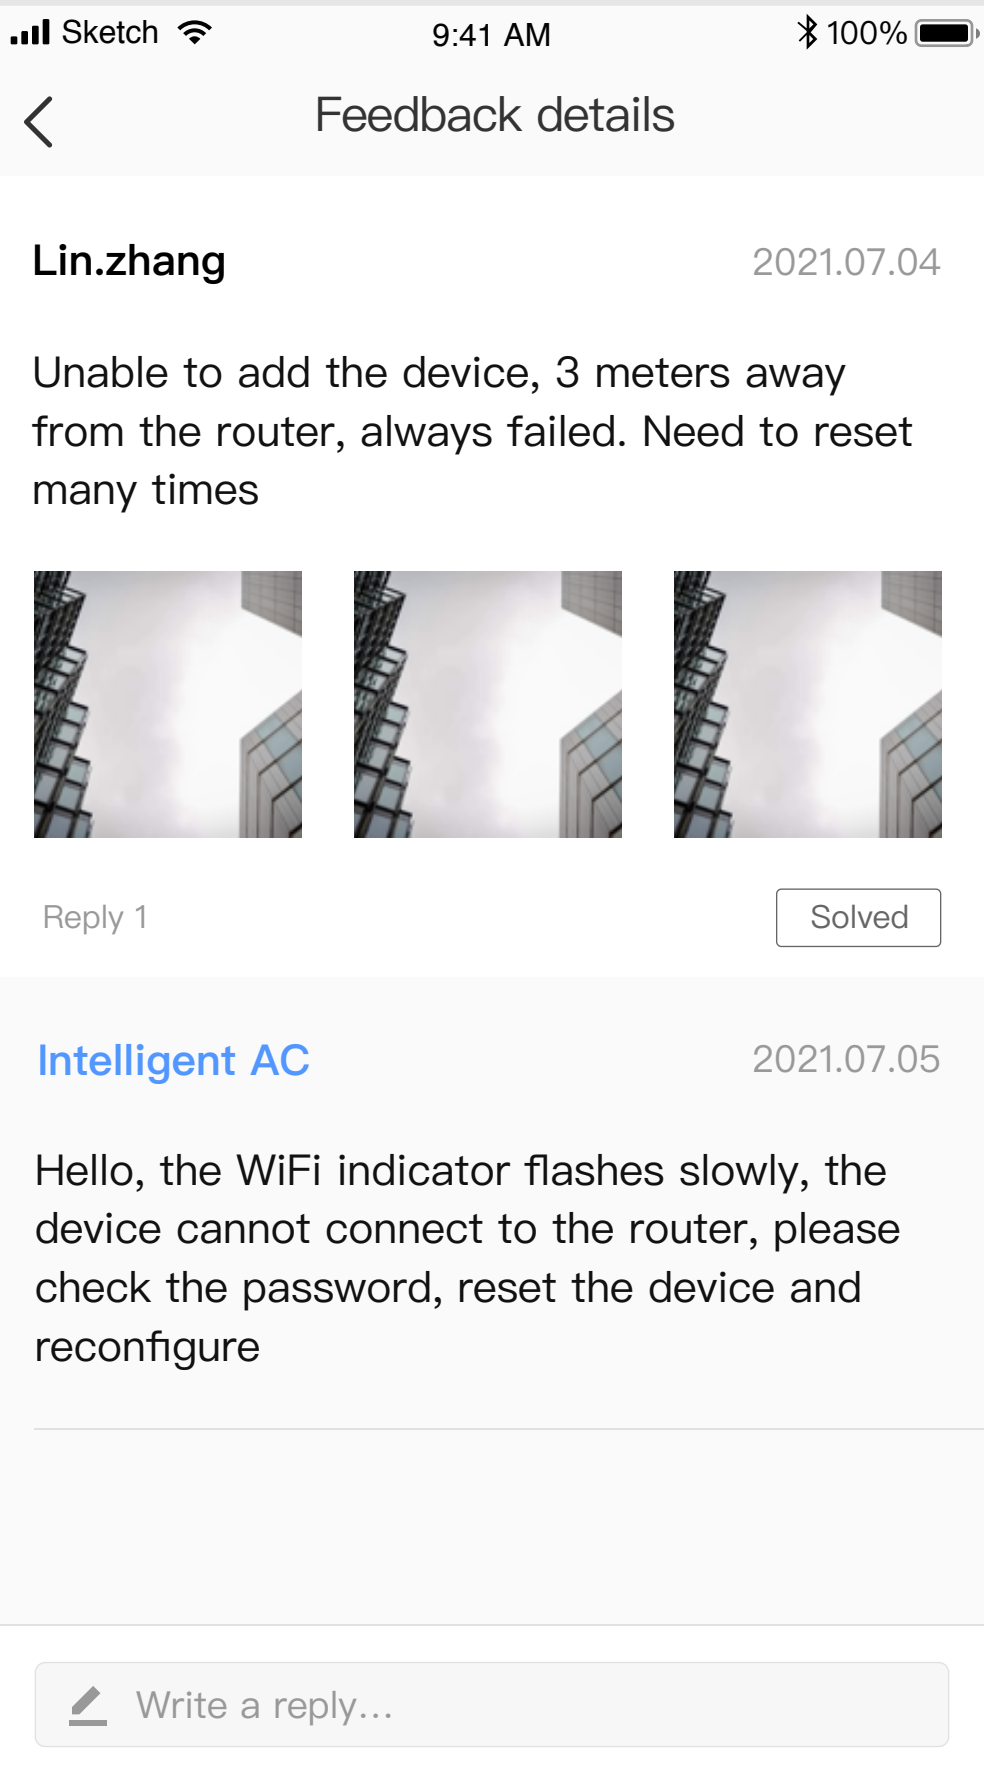 Sketch 9:41 AM 100%
Feedback details
Lin.zhang 2021.07.04
Unable to add the device, 3 meters away
from the router, always failed. Need to reset
many times
Reply 1 Solved
Intelligent AC 2021.07.05
Hello, the WiFi indicator flashes slowly, the
device cannot connect to the router, please
check the password, reset the device and
reconfigure
Write a reply...